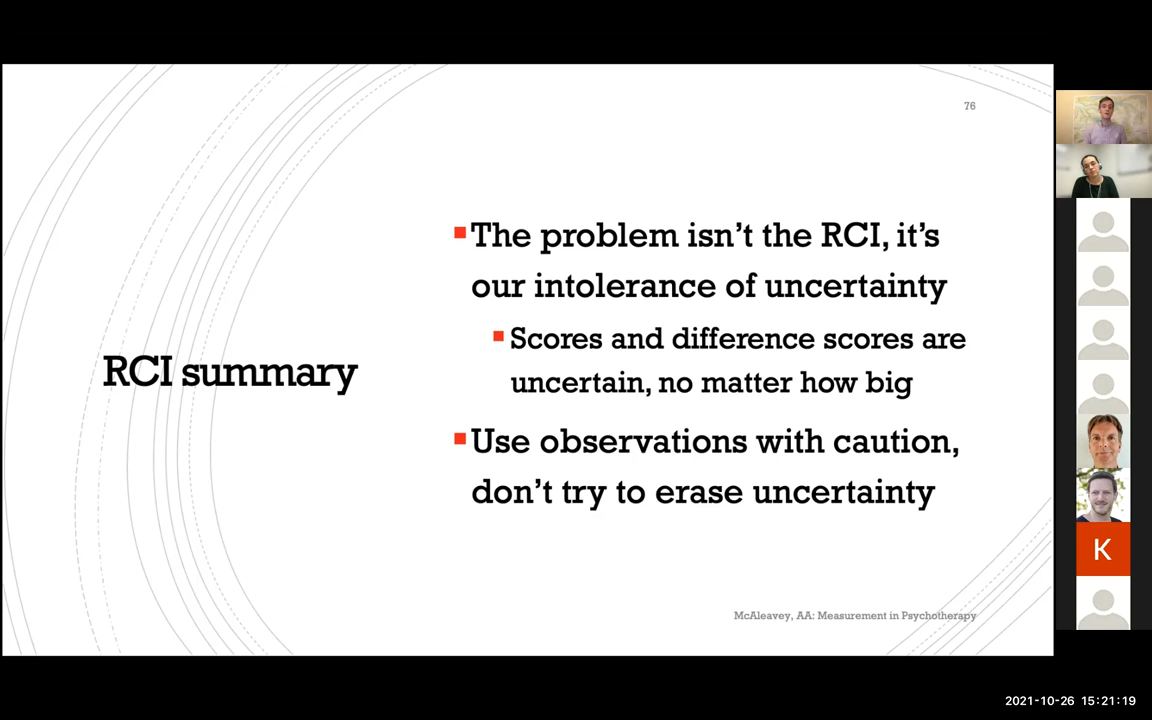 76
RCI summary
The problem isn't the RCI, it's
our intolerance of uncertainty
Scores and difference scores are
uncertain, no matter how big
Use observations with caution,
don't try to erase uncertainty
McAleavey, AA: Measurement in Psychotherapy
K
2021-10-26 15:21:19